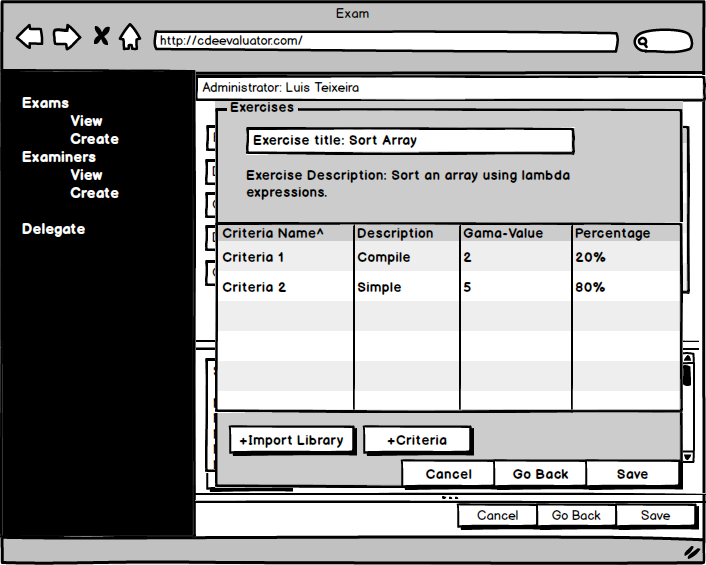 Exam
http://cdeevaluator.com/
Administrator: Luis Teixeira
Exams
View
Create
Examiners
View
Create
Delegate
Exercises
Exercise title: Sort Array
Exercise Description: Sort an array using lambda
expressions.
Criteria Name^ Description Gama-Value Percentage
Criteria 1 Compile 2 20%
Criteria 2 Simple 5 80%
+Import Library +Criteria
Cancel Go Back Save
Cancel Go Back Save